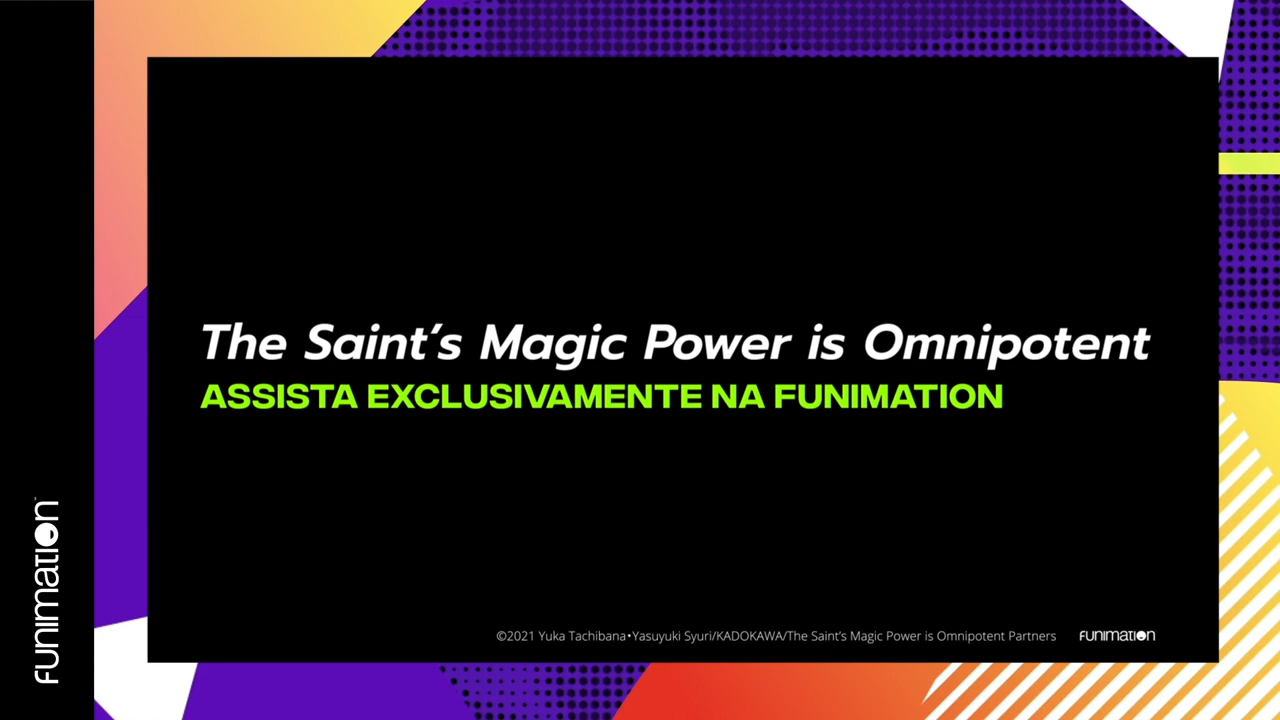 The Saint's Magic Power is Omnipotent
ASSISTA EXCLUSIVAMENTE NA FUNIMATION
©2021 Yuka Tachibana•Yasuyuki Syuri/KADOKAWA/The Saint's Magic Power is Omnipotent Partners
funimation
funimation